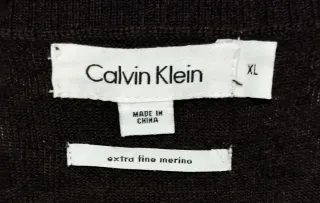 Calvin Klein
XL
MADE IN
CHINA
extra fine merino